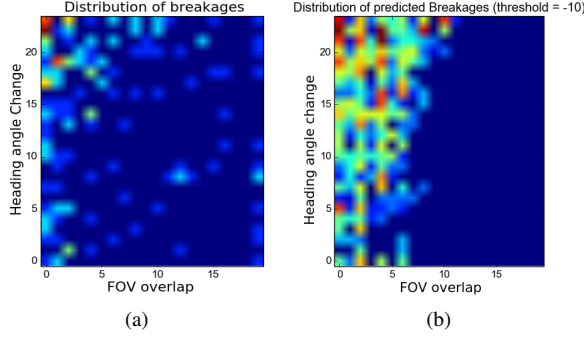 Distribution of breakages
Heading angle Change
20
15
10
5
0
0 5 10 15
FOV overlap
(a)
Distribution of predicted Breakages (threshold = -10)
Heading angle Change
20
15
10
5
0
0 5 10 15
FOV overlap
(b)